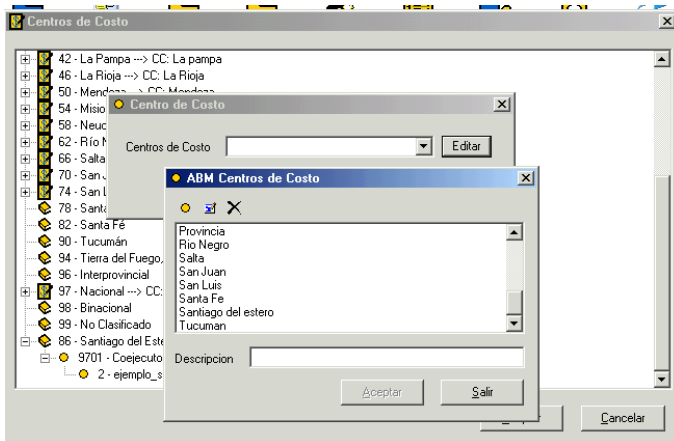 Centros de Costo
42 - La Pampa ---> CC: La pampa
46 - La Rioja ---> CC: La Rioja
50 - Mendoza ---> CC: Mendoza
54 - Misio
58 - Neuc
62 - Río N
66 - Salta
70 - San J
74 - San L
78 - Santa
82 - Santa Fé
90 - Tucumán
94 - Tierra del Fuego,
96 - Interprovincial
97 - Nacional ---> CC:
98 - Binacional
99 - No Clasificado
86 - Santiago del Este
9701 - Coejecuto
2 - ejemplo_s
Cancelar
Centro de Costo
Centros de Costo
Editar
ABM Centros de Costo
Provincia
Rio Negro
Salta
San Juan
San Luis
Santa Fe
Santiago del estero
Tucuman
Descripcion
Aceptar
Salir